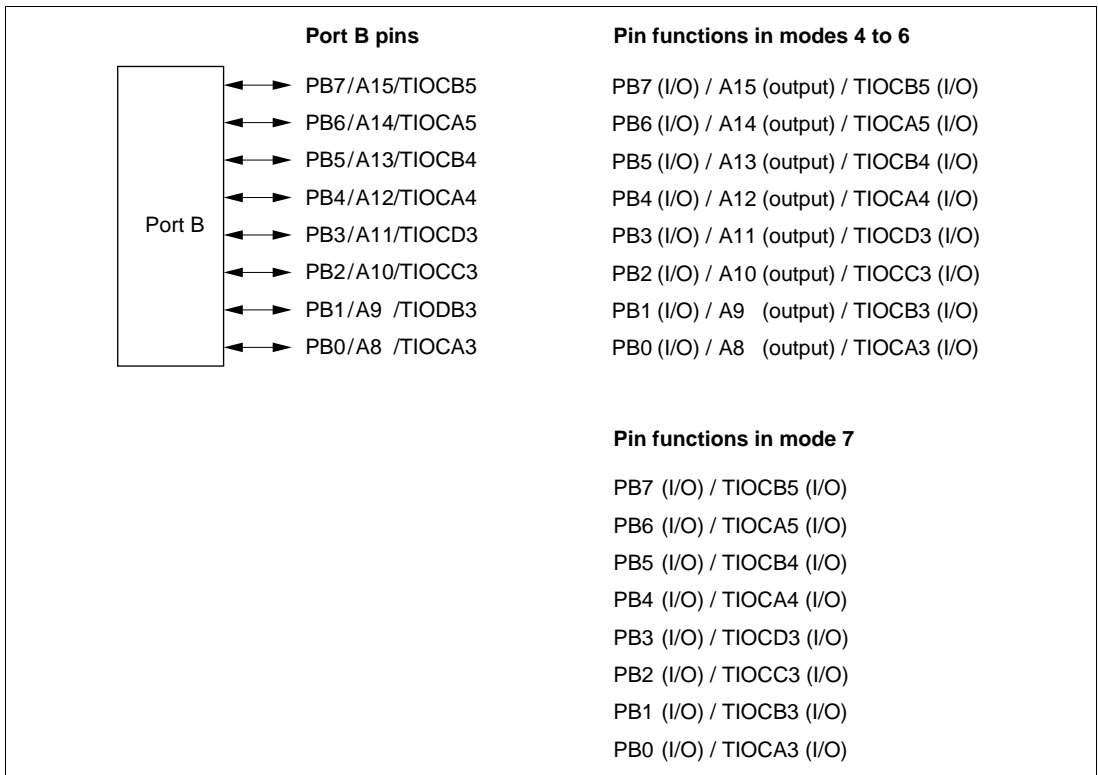 Port B pins
Port B
PB7/A15/TIOCB5
PB6/A14/TIOCA5
PB5/A13/TIOCB4
PB4/A12/TIOCA4
PB3/A11/TIOCD3
PB2/A10/TIOCC3
PB1/A9 /TIODB3
PB0/A8 /TIOCA3
Pin functions in modes 4 to 6
PB7 (I/O) / A15 (output) / TIOCB5 (I/O)
PB6 (I/O) / A14 (output) / TIOCA5 (I/O)
PB5 (I/O) / A13 (output) / TIOCB4 (I/O)
PB4 (I/O) / A12 (output) / TIOCA4 (I/O)
PB3 (I/O) / A11 (output) / TIOCD3 (I/O)
PB2 (I/O) / A10 (output) / TIOCC3 (I/O)
PB1 (I/O) / A9 (output) / TIOCB3 (I/O)
PB0 (I/O) / A8 (output) / TIOCA3 (I/O)
Pin functions in mode 7
PB7 (I/O) / TIOCB5 (I/O)
PB6 (I/O) / TIOCA5 (I/O)
PB5 (I/O) / TIOCB4 (I/O)
PB4 (I/O) / TIOCA4 (I/O)
PB3 (I/O) / TIOCD3 (I/O)
PB2 (I/O) / TIOCC3 (I/O)
PB1 (I/O) / TIOCB3 (I/O)
PB0 (I/O) / TIOCA3 (I/O)